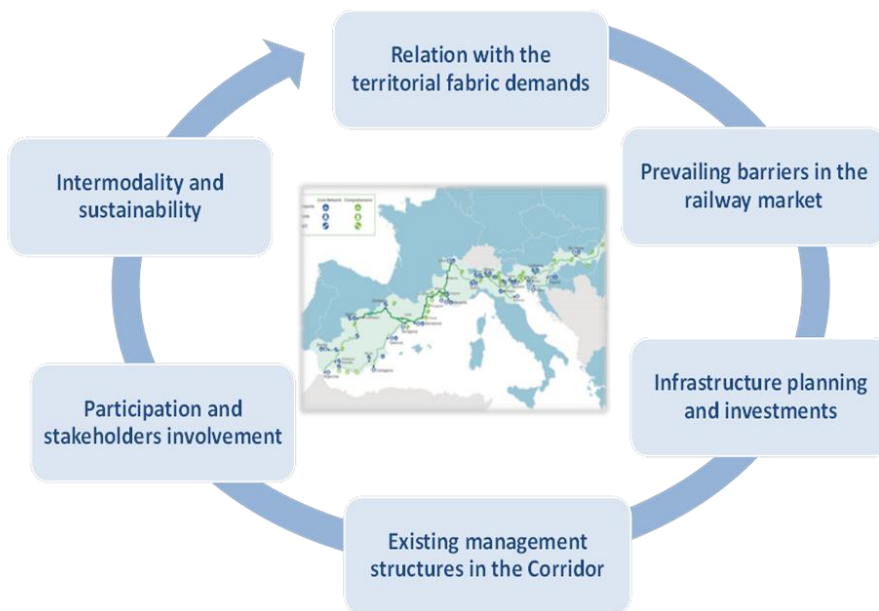 Relation with the
territorial fabric demands
Prevailing barriers in the
railway market
Infrastructure planning
and investments
Existing management
structures in the Corridor
Participation and
stakeholders involvement
Intermodality and
sustainability